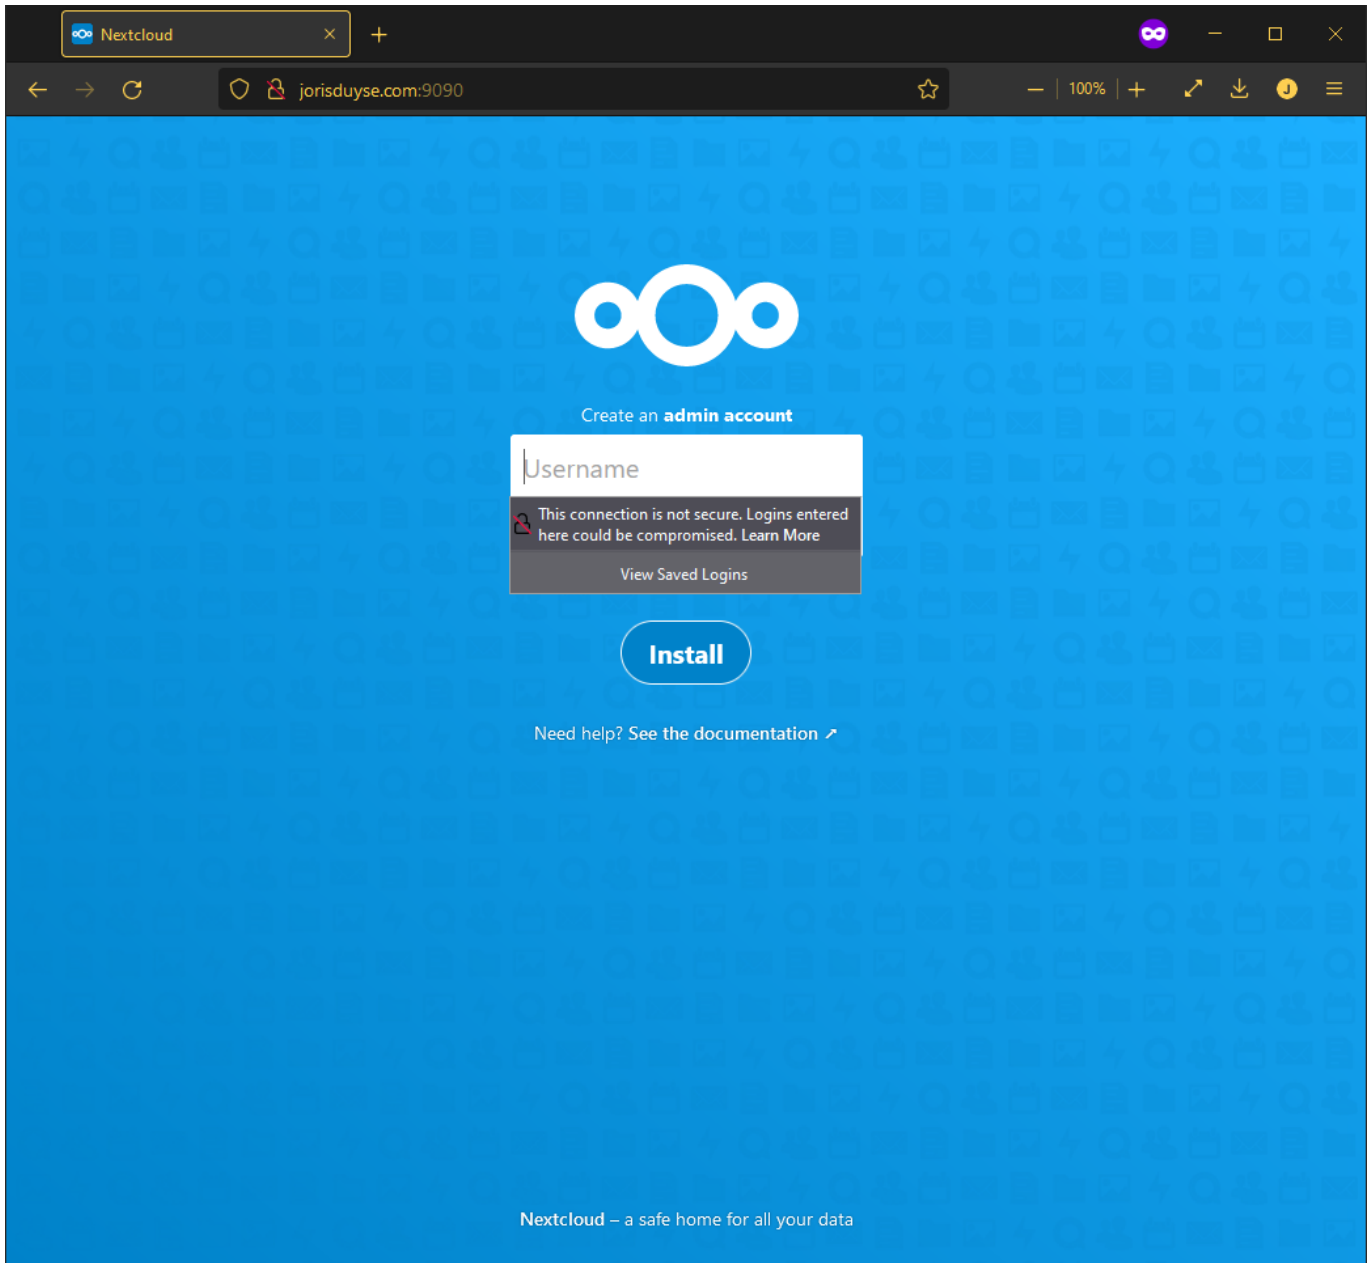 Nextcloud
jorisduyse.com:9090
100%
J
Create an admin account
Username
This connection is not secure. Logins entered
here could be compromised. Learn More
View Saved Logins
Install
Need help? See the documentation ↗
Nextcloud – a safe home for all your data